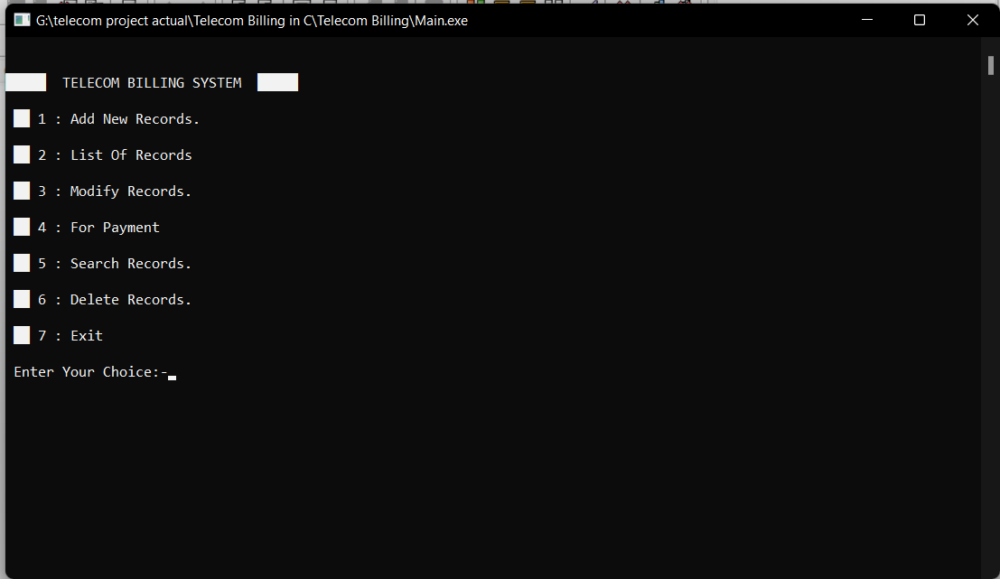 G:\telecom project actual\Telecom Billing in C\Telecom Billing\Main.exe
█████  TELECOM BILLING SYSTEM  █████
██ 1 : Add New Records.
██ 2 : List Of Records
██ 3 : Modify Records.
██ 4 : For Payment
██ 5 : Search Records.
██ 6 : Delete Records.
██ 7 : Exit
Enter Your Choice:-